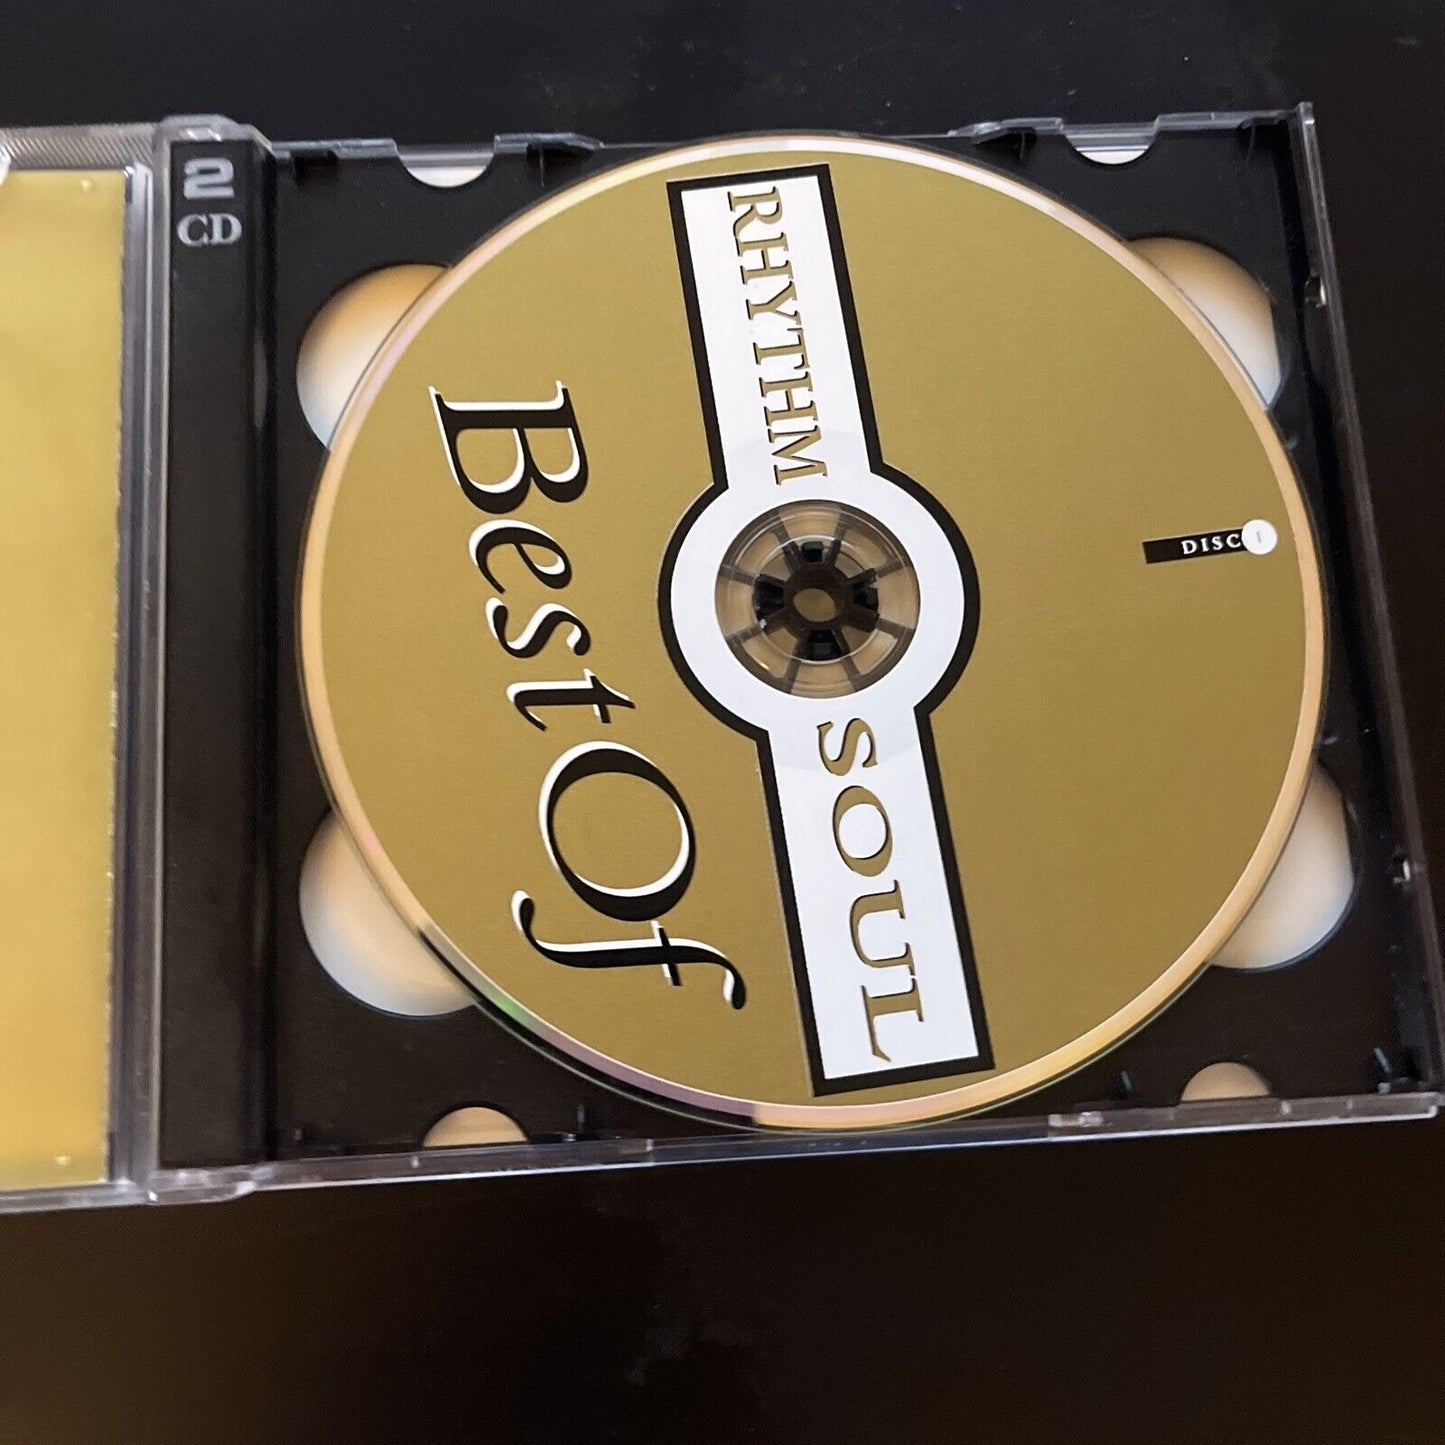 2
CD
Best Of
RHYTHM SOUL
DISC 1